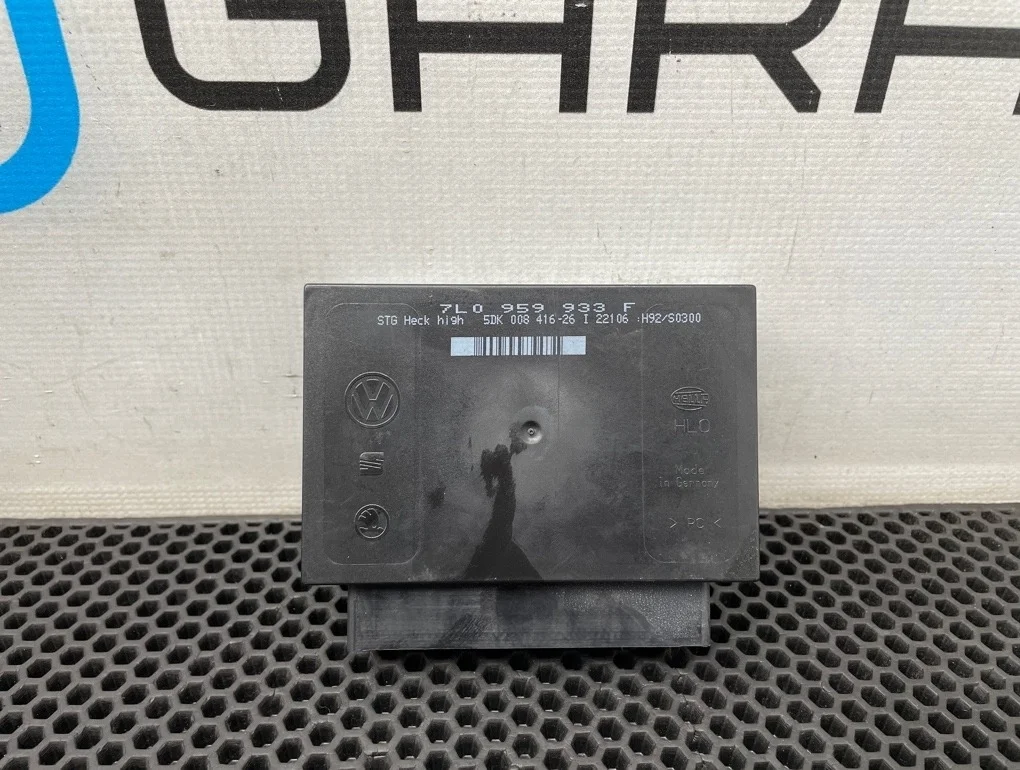 GARA
7L0 959 933 F
STG Heck high 5DK 008 416-26 I 22106 :H92/S0300
HELLA
HLO
Made
in Germany
> PC <